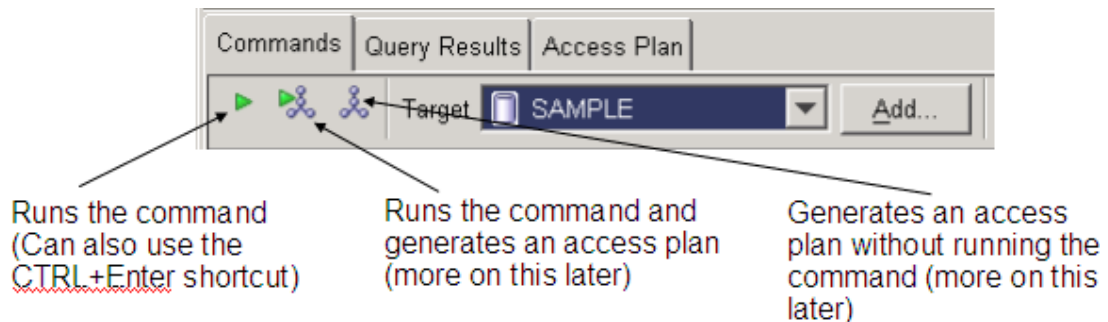 Commands Query Results Access Plan
Target SAMPLE Add...
Runs the command
(Can also use the
CTRL+Enter shortcut)
Runs the command and
generates an access plan
(more on this later)
Generates an access
plan without running the
command (more on this
later)